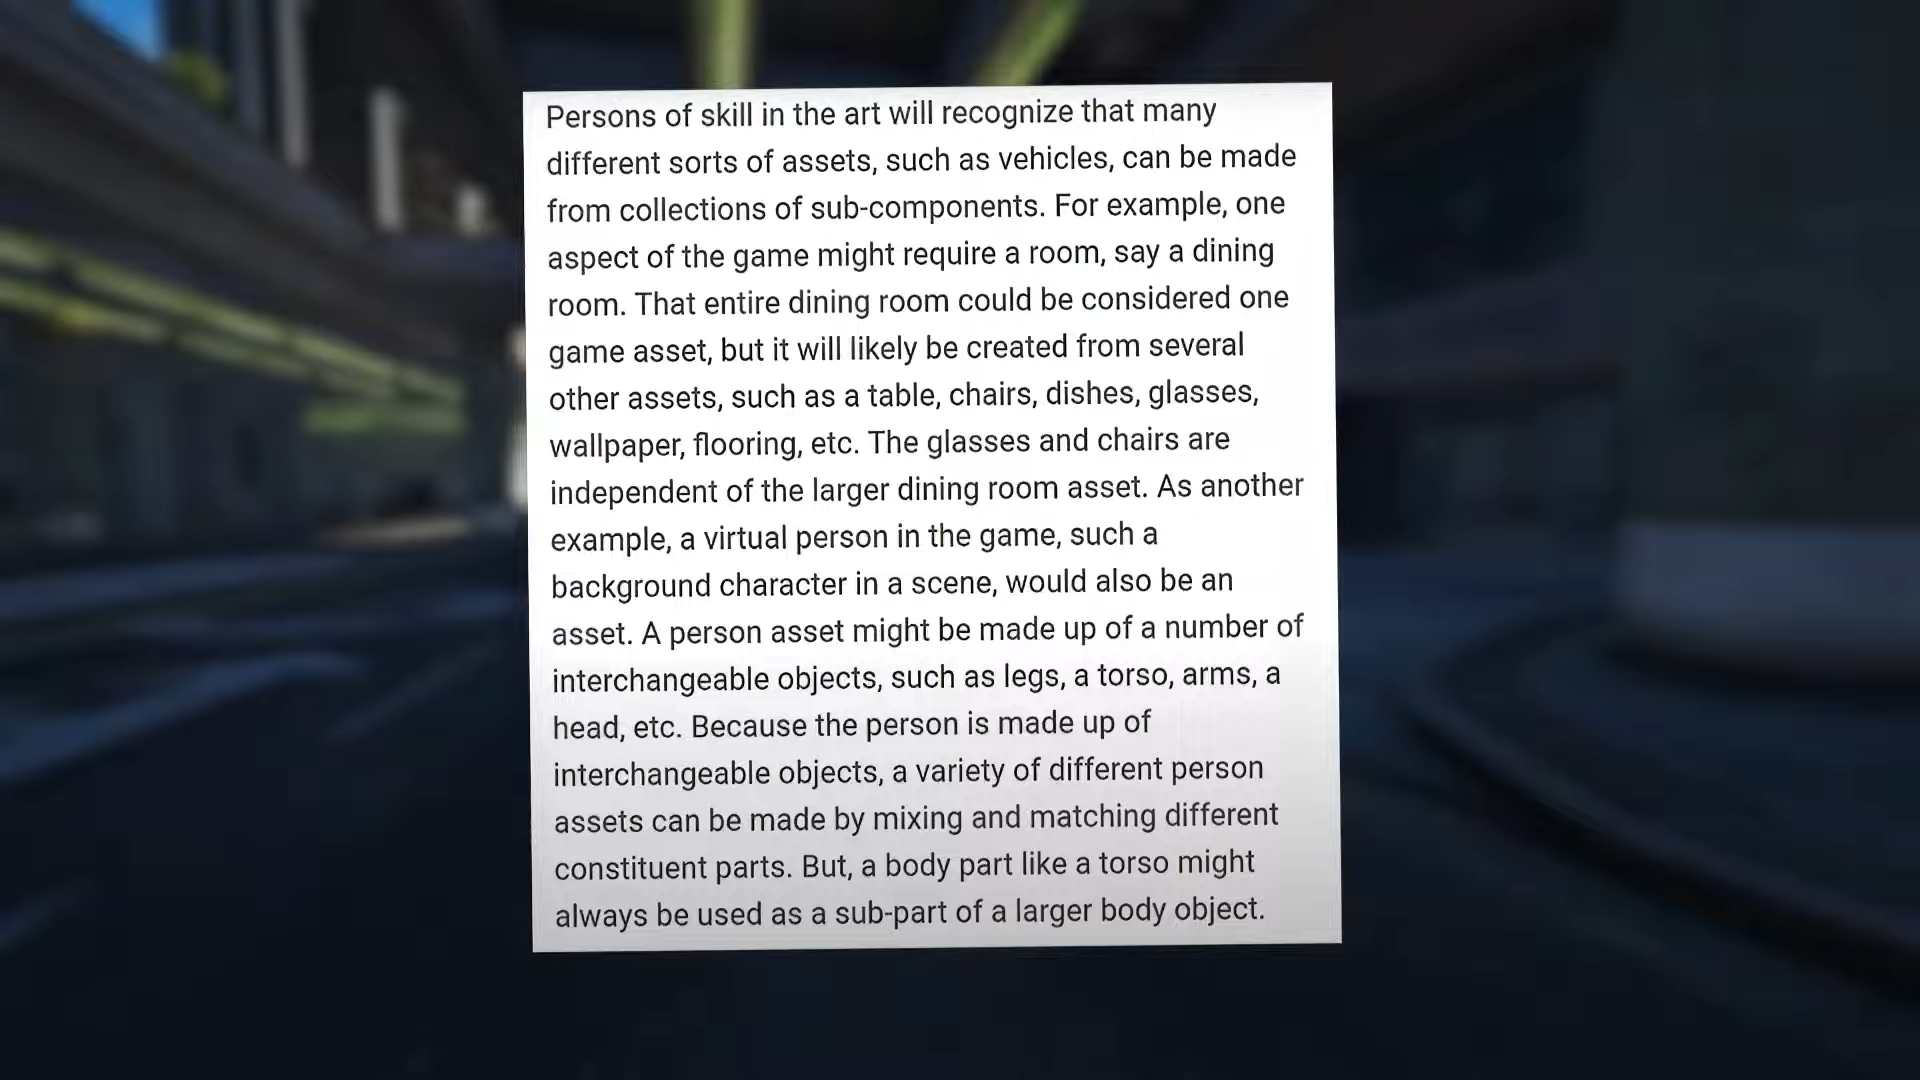 Persons of skill in the art will recognize that many
different sorts of assets, such as vehicles, can be made
from collections of sub-components. For example, one
aspect of the game might require a room, say a dining
room. That entire dining room could be considered one
game asset, but it will likely be created from several
other assets, such as a table, chairs, dishes, glasses,
wallpaper, flooring, etc. The glasses and chairs are
independent of the larger dining room asset. As another
example, a virtual person in the game, such a
background character in a scene, would also be an
asset. A person asset might be made up of a number of
interchangeable objects, such as legs, a torso, arms, a
head, etc. Because the person is made up of
interchangeable objects, a variety of different person
assets can be made by mixing and matching different
constituent parts. But, a body part like a torso might
always be used as a sub-part of a larger body object.